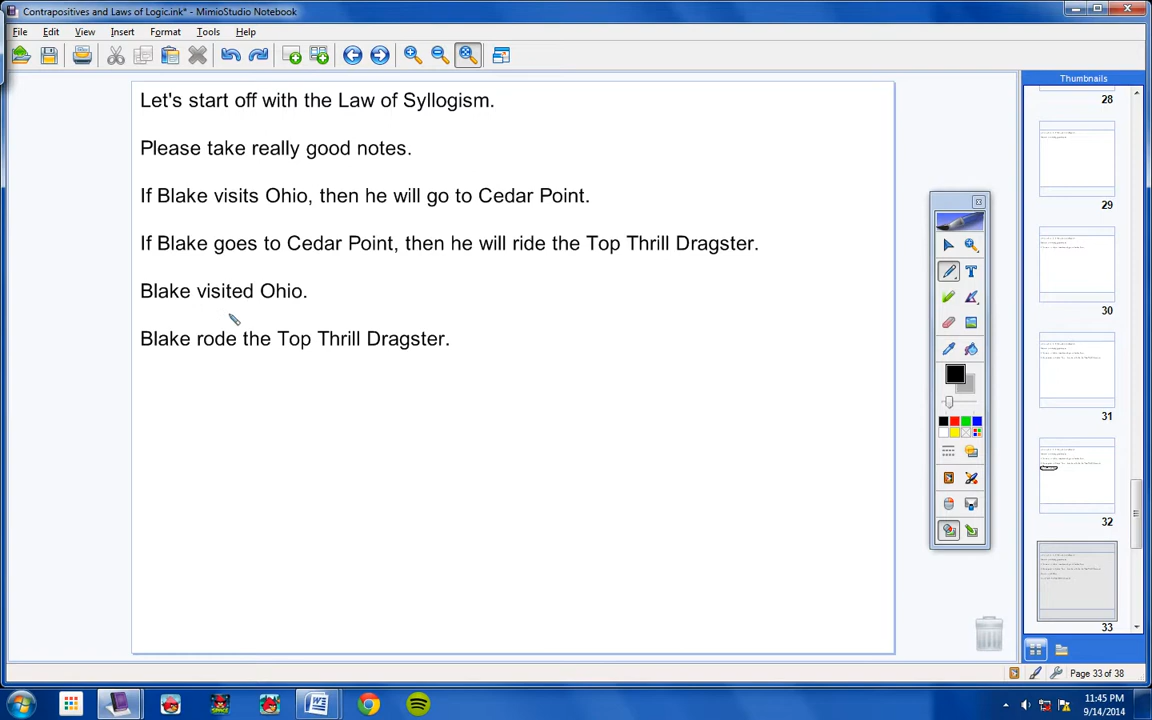 Contrapositives and Laws of Logic.ink* - MimioStudio Notebook
File Edit View Insert Format Tools Help
Let's start off with the Law of Syllogism.
Please take really good notes.
If Blake visits Ohio, then he will go to Cedar Point.
If Blake goes to Cedar Point, then he will ride the Top Thrill Dragster.
Blake visited Ohio.
Blake rode the Top Thrill Dragster.
Thumbnails
28
29
30
31
32
33
Page 33 of 38
11:45 PM
9/14/2014